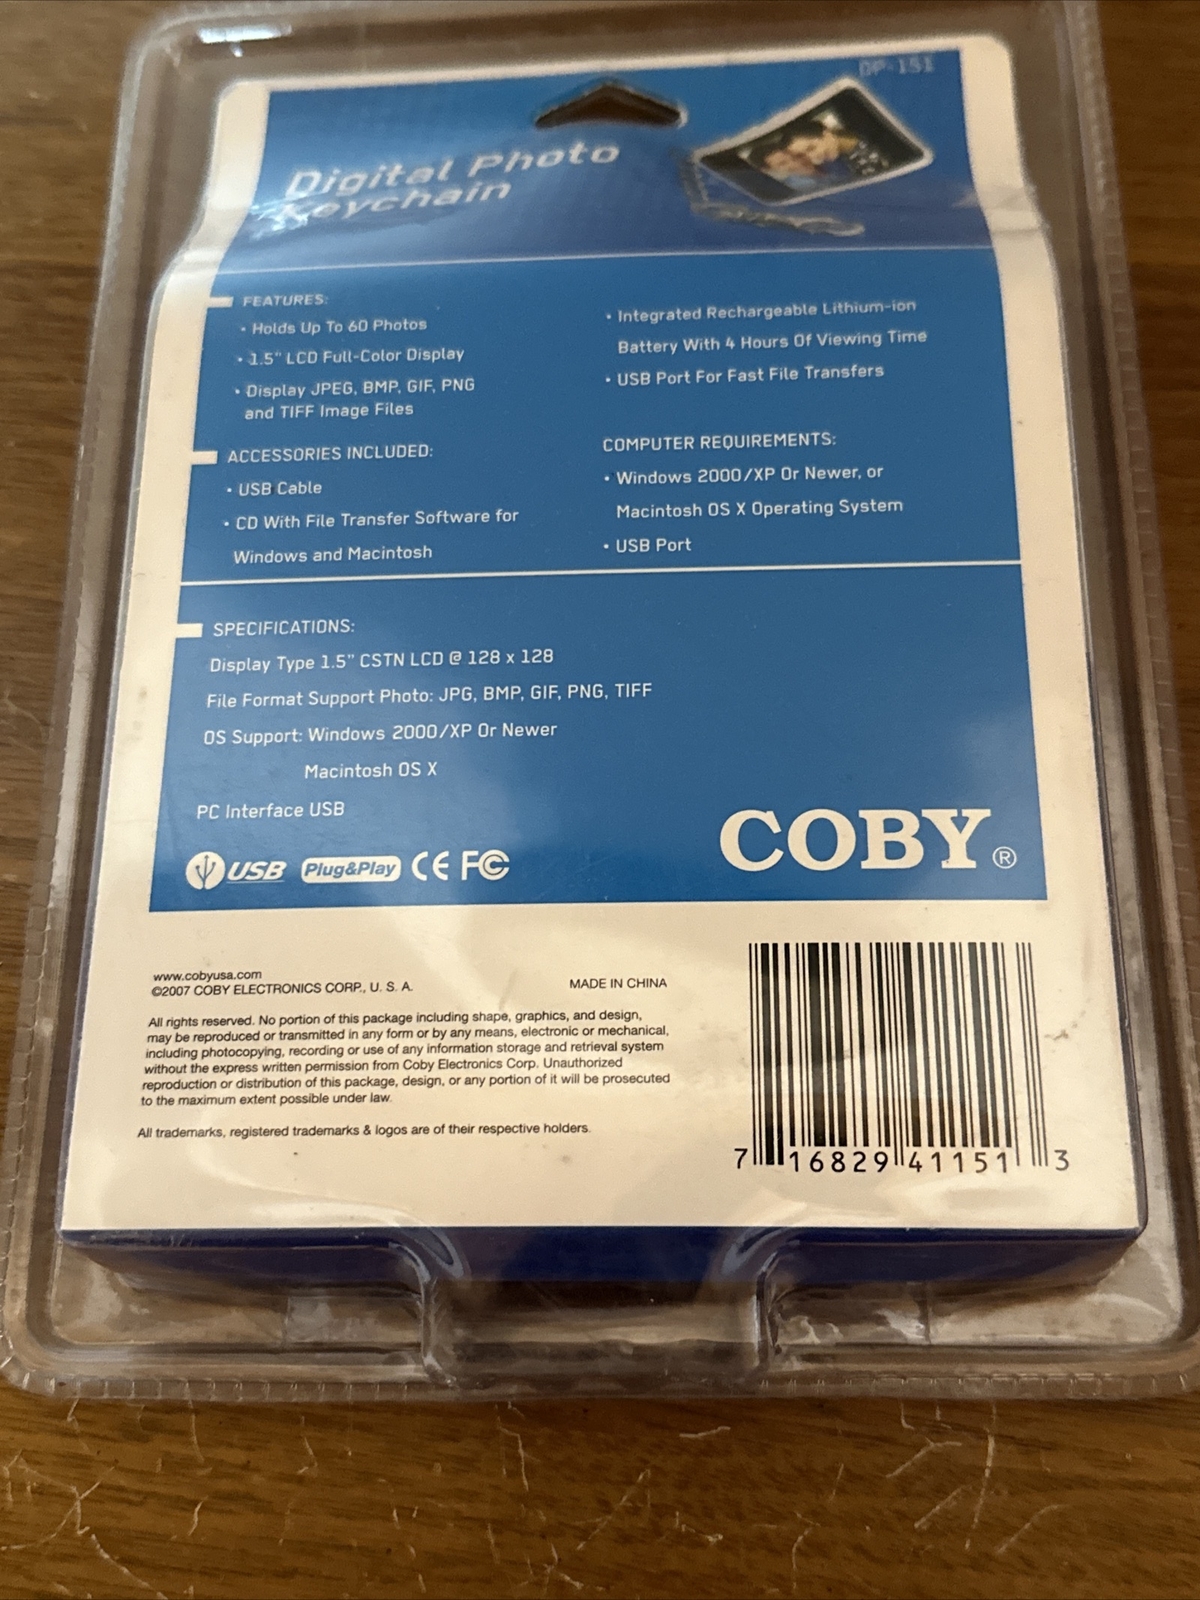 DP-151
Digital Photo
Keychain
FEATURES:
• Holds Up To 60 Photos
• 1.5" LCD Full-Color Display
• Display JPEG, BMP, GIF, PNG
and TIFF Image Files
• Integrated Rechargeable Lithium-ion
Battery With 4 Hours Of Viewing Time
• USB Port For Fast File Transfers
ACCESSORIES INCLUDED:
• USB Cable
• CD With File Transfer Software for
Windows and Macintosh
COMPUTER REQUIREMENTS:
• Windows 2000/XP Or Newer, or
Macintosh OS X Operating System
• USB Port
SPECIFICATIONS:
Display Type 1.5" CSTN LCD @ 128 x 128
File Format Support Photo: JPG, BMP, GIF, PNG, TIFF
OS Support: Windows 2000/XP Or Newer
Macintosh OS X
PC Interface USB
USB Plug&Play CE FC
COBY®
www.cobyusa.com
©2007 COBY ELECTRONICS CORP., U. S. A.
MADE IN CHINA
All rights reserved. No portion of this package including shape, graphics, and design,
may be reproduced or transmitted in any form or by any means, electronic or mechanical,
including photocopying, recording or use of any information storage and retrieval system
without the express written permission from Coby Electronics Corp. Unauthorized
reproduction or distribution of this package, design, or any portion of it will be prosecuted
to the maximum extent possible under law.
All trademarks, registered trademarks & logos are of their respective holders.
7 16829 41151 3